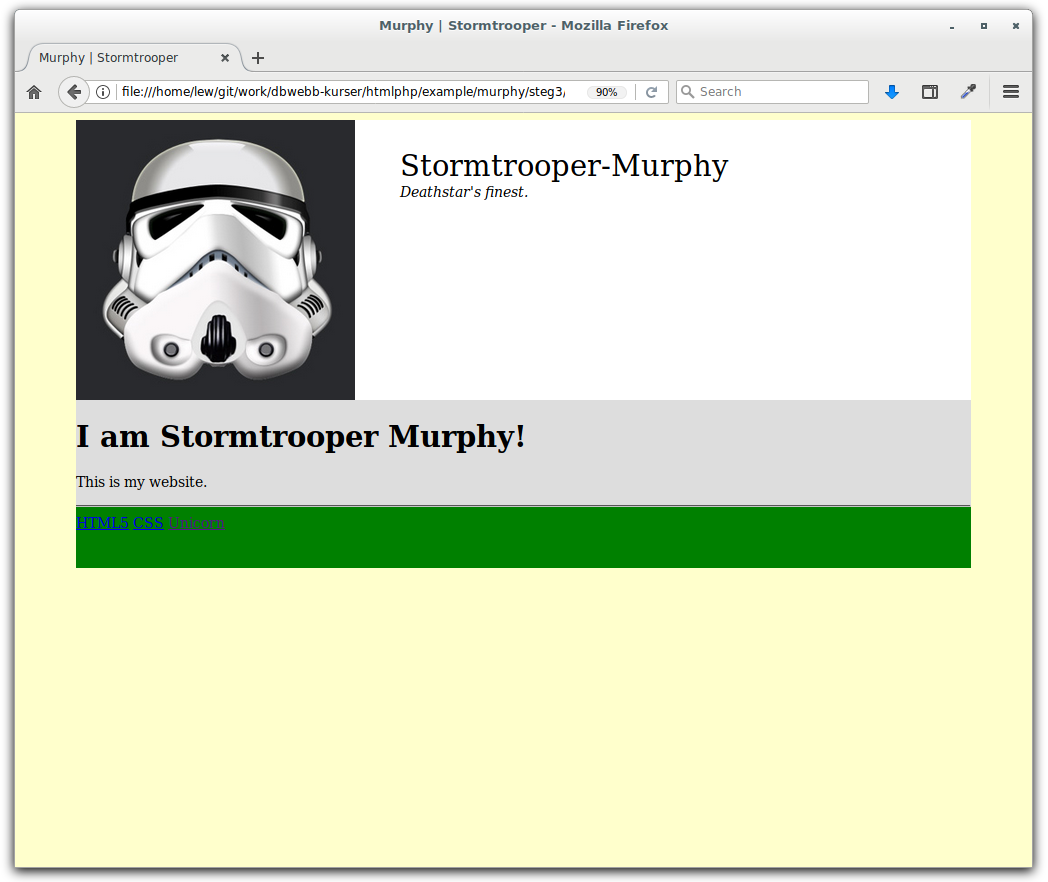 Murphy | Stormtrooper - Mozilla Firefox
Murphy | Stormtrooper
file:///home/lew/git/work/dbwebb-kurser/htmlphp/example/murphy/steg3/ 90% Search
Stormtrooper-Murphy
Deathstar's finest.
I am Stormtrooper Murphy!
This is my website.
HTML5 CSS Unicorn